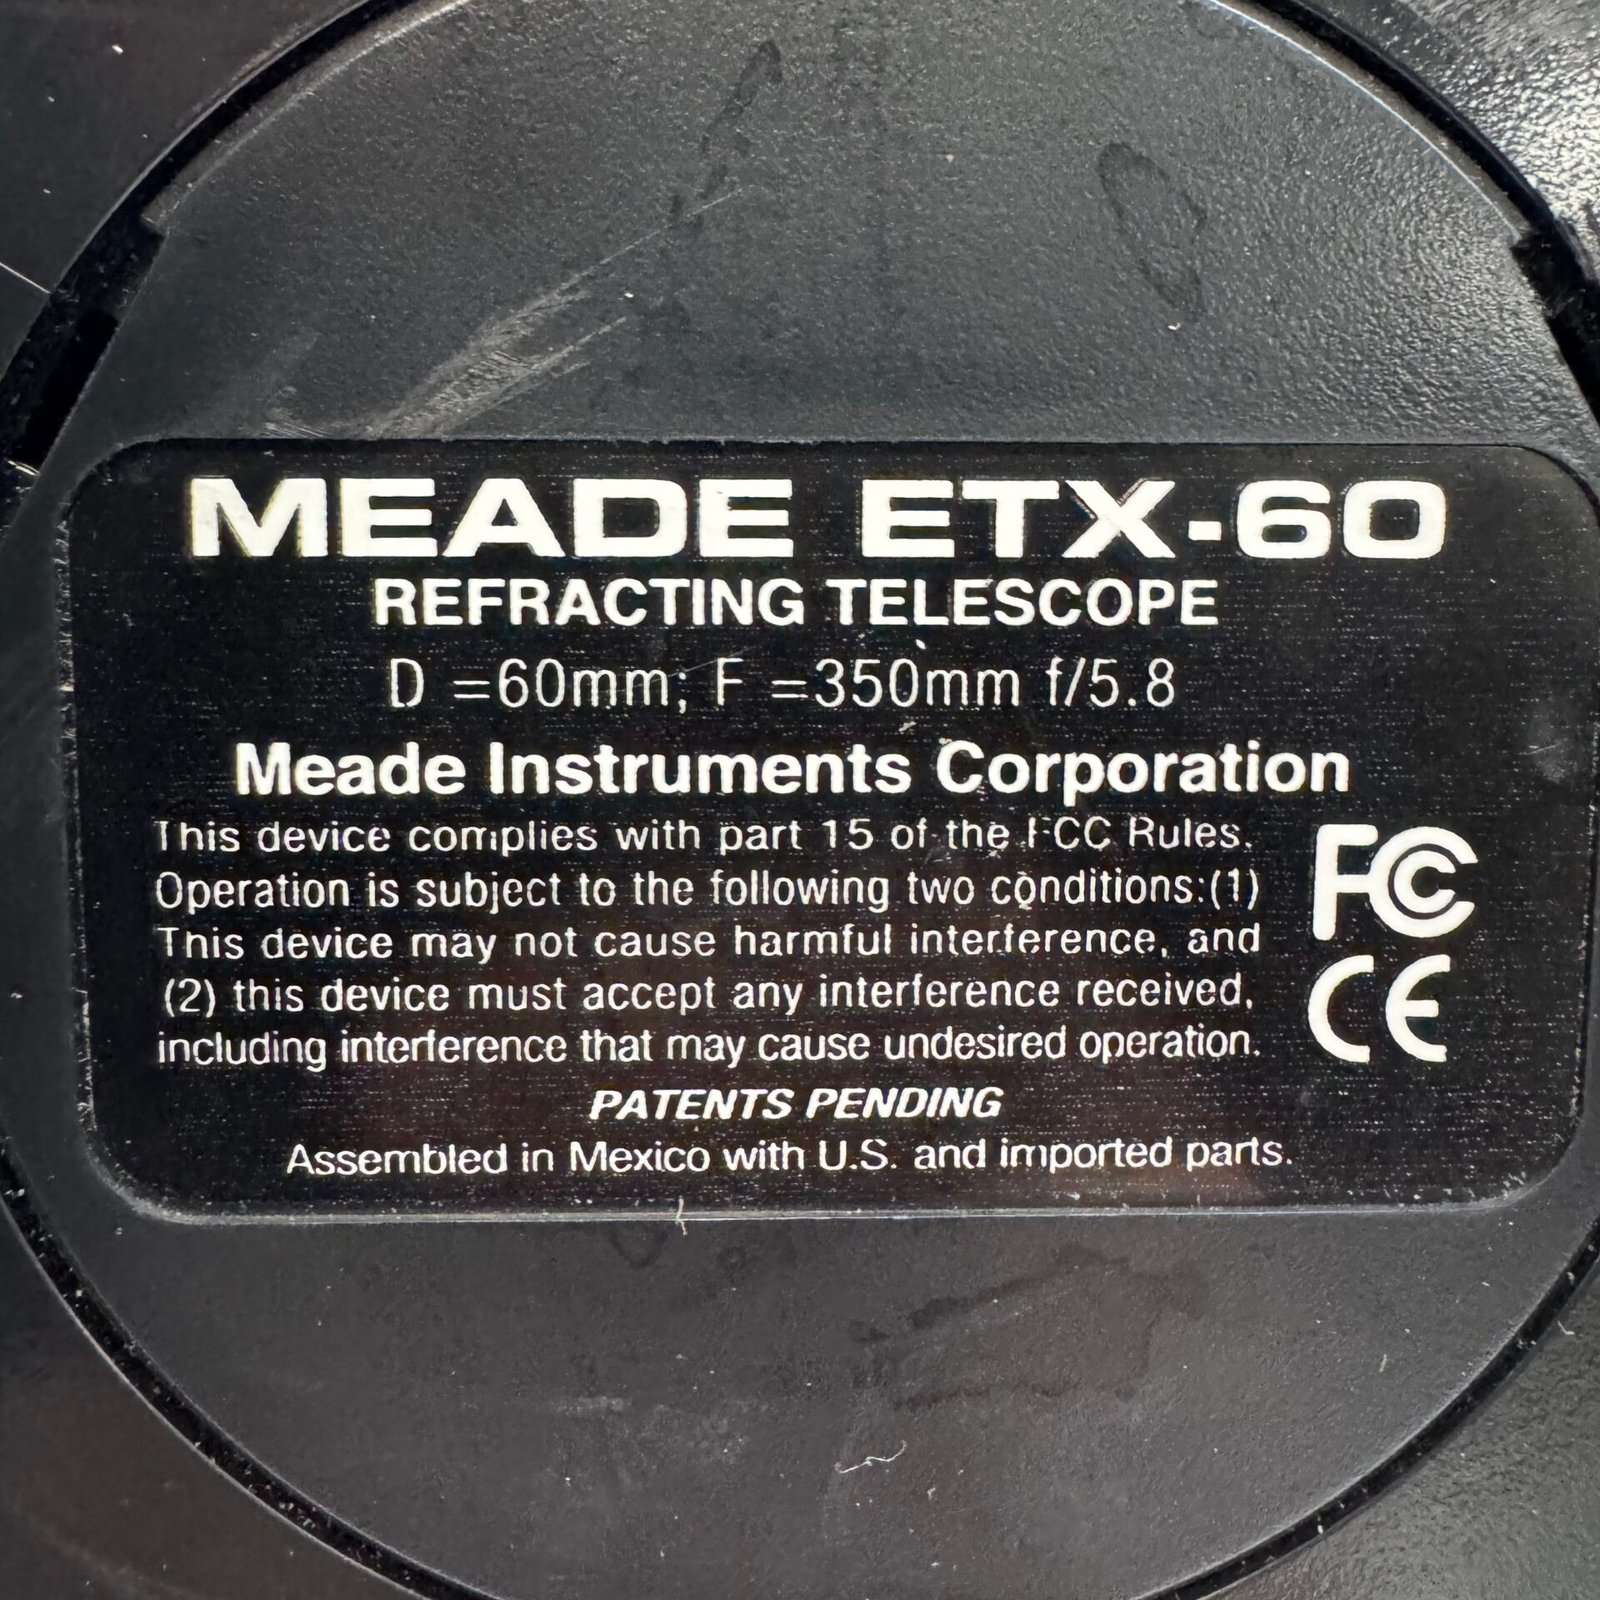 MEADE ETX-60
REFRACTING TELESCOPE
D =60mm; F =350mm f/5.8
Meade Instruments Corporation
This device complies with part 15 of the FCC Rules.
Operation is subject to the following two conditions:(1)
This device may not cause harmful interference, and
(2) this device must accept any interference received,
including interference that may cause undesired operation.
FC
CE
PATENTS PENDING
Assembled in Mexico with U.S. and imported parts.